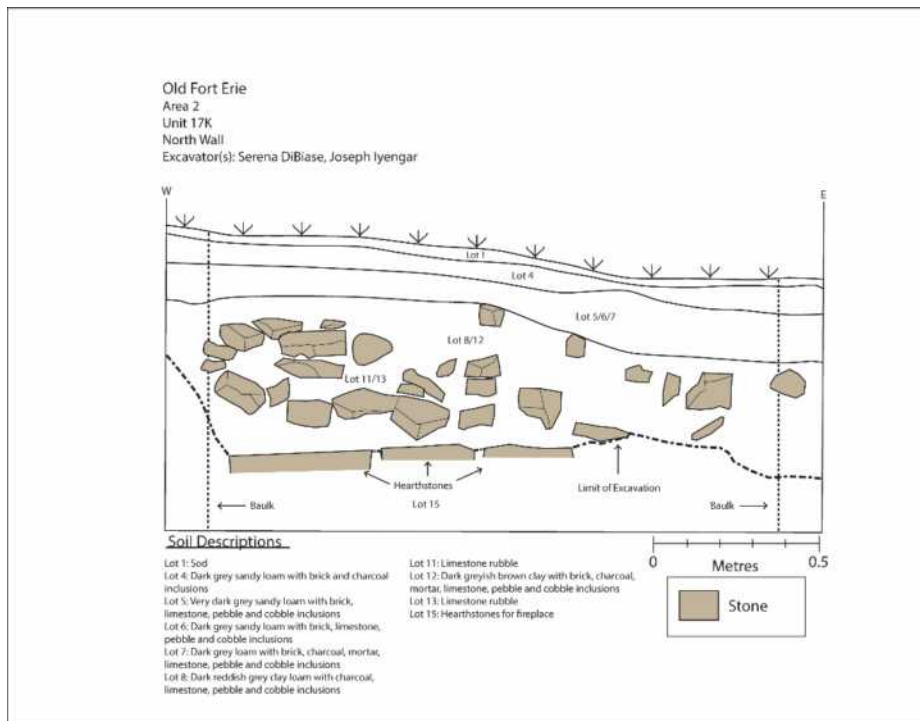 Old Fort Erie
Area 2
Unit 17K
North Wall
Excavator(s): Serena DiBiase, Joseph Iyengar
W
E
Lot 1
Lot 4
Lot 5/6/7
Lot 8/12
Lot 11/13
Hearthstones
Limit of Excavation
Baulk
Lot 15
Baulk
Soil Descriptions
Lot 1: Sod
Lot 4: Dark grey sandy loam with brick and charcoal
inclusions
Lot 5: Very dark grey sandy loam with brick,
limestone, pebble and cobble inclusions
Lot 6: Dark grey sandy loam with brick, limestone,
pebble and cobble inclusions
Lot 7: Dark grey loam with brick, charcoal, mortar,
limestone, pebble and cobble inclusions
Lot 8: Dark reddish grey clay loam with charcoal,
limestone, pebble and cobble inclusions
Lot 11: Limestone rubble
Lot 12: Dark greyish brown clay with brick, charcoal,
mortar, limestone, pebble and cobble inclusions
Lot 13: Limestone rubble
Lot 15: Hearthstones for fireplace
0
0.5
Metres
Stone